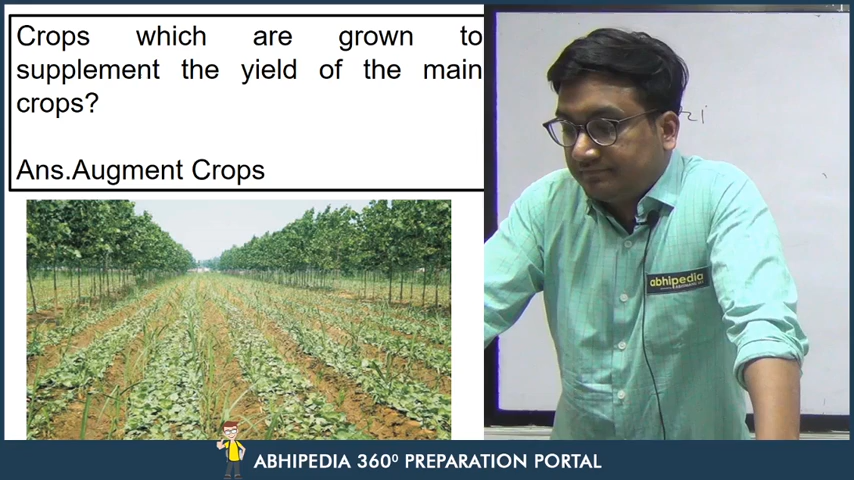 Crops which are grown to
supplement the yield of the main
crops?
Ans.Augment Crops
abhipedia
ABHIPEDIA 360⁰ PREPARATION PORTAL